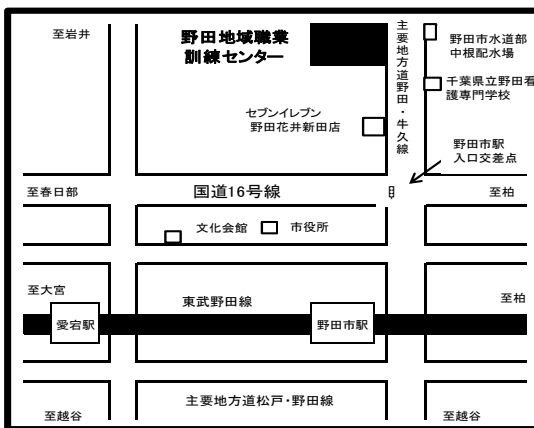 至岩井
野田地域職業
訓練センター
主要地方道野田・牛久線
野田市水道部
中根配水場
千葉県立野田看
護専門学校
セブンイレブン
野田花井新田店
野田市駅
入口交差点
至春日部
国道16号線
至柏
文化会館
市役所
至大宮
東武野田線
至柏
愛宕駅
野田市駅
主要地方道松戸・野田線
至越谷
至越谷